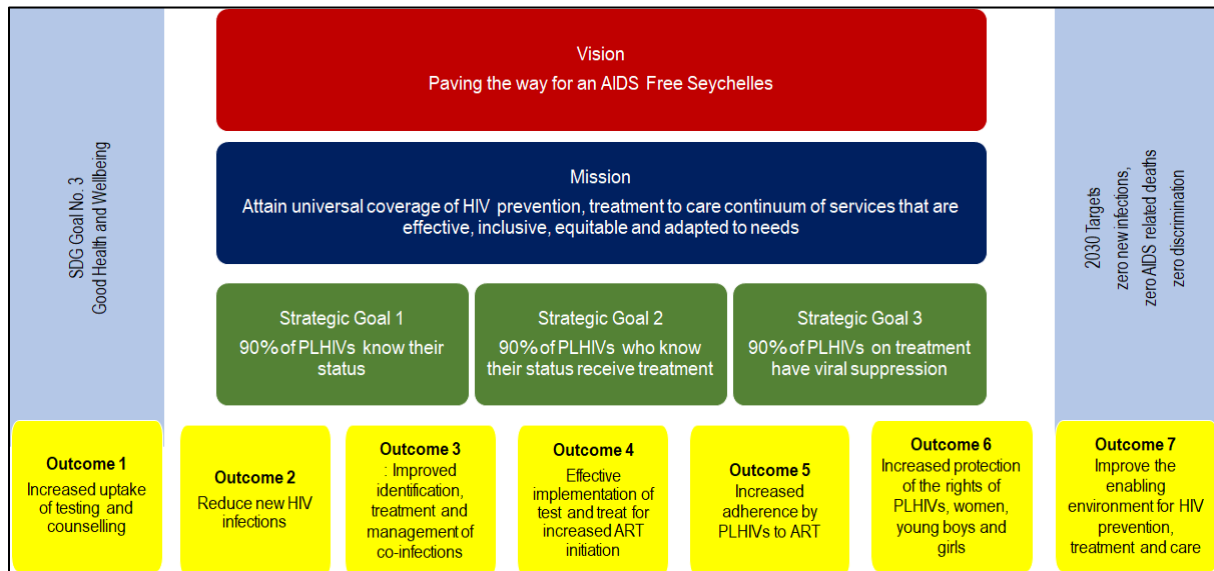 Vision
Paving the way for an AIDS Free Seychelles
SDG Goal No. 3
Good Health and Wellbeing
Mission
Attain universal coverage of HIV prevention, treatment to care continuum of services that are
effective, inclusive, equitable and adapted to needs
2030 Targets
zero new infections,
zero AIDS related deaths
zero discrimination
Strategic Goal 1
90% of PLHIVs know their
status
Strategic Goal 2
90% of PLHIVs who know
their status receive treatment
Strategic Goal 3
90% of PLHIVs on treatment
have viral suppression
Outcome 1
Increased uptake
of testing and
counselling
Outcome 2
Reduce new HIV
infections
Outcome 3
: Improved
identification,
treatment and
management of
co-infections
Outcome 4
Effective
implementation of
test and treat for
increased ART
initiation
Outcome 5
Increased
adherence by
PLHIVs to ART
Outcome 6
Increased protection
of the rights of
PLHIVs, women,
young boys and
girls
Outcome 7
Improve the
enabling
environment for HIV
prevention,
treatment and care